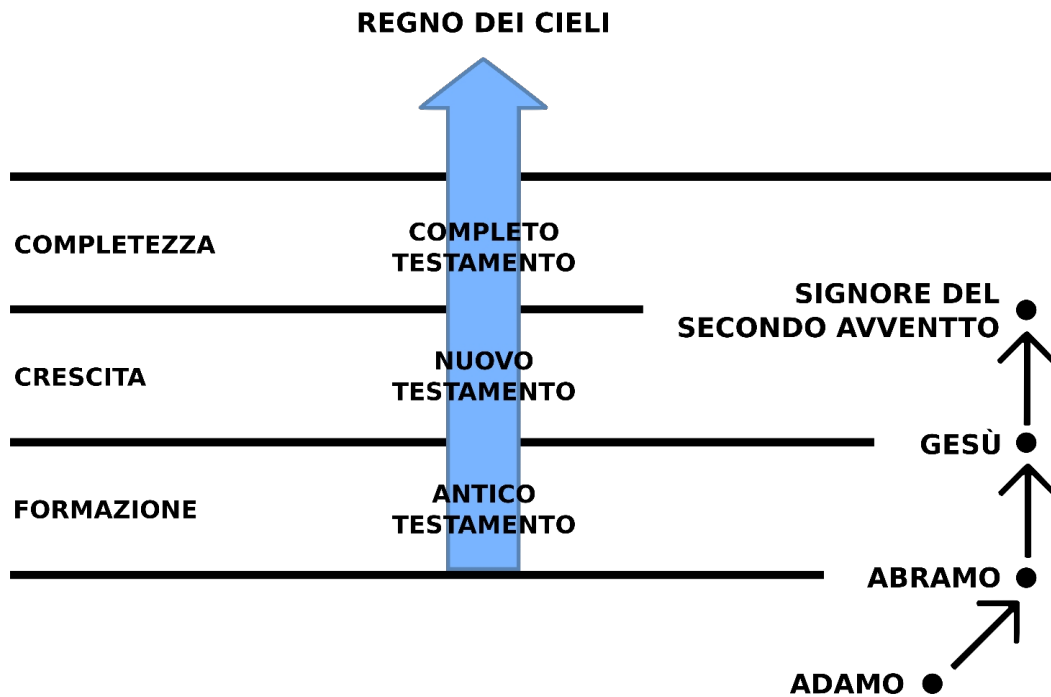 REGNO DEI CIELI
COMPLETEZZA
COMPLETO
TESTAMENTO
SIGNORE DEL
SECONDO AVVENTTO
CRESCITA
NUOVO
TESTAMENTO
GESÙ
FORMAZIONE
ANTICO
TESTAMENTO
ABRAMO
ADAMO